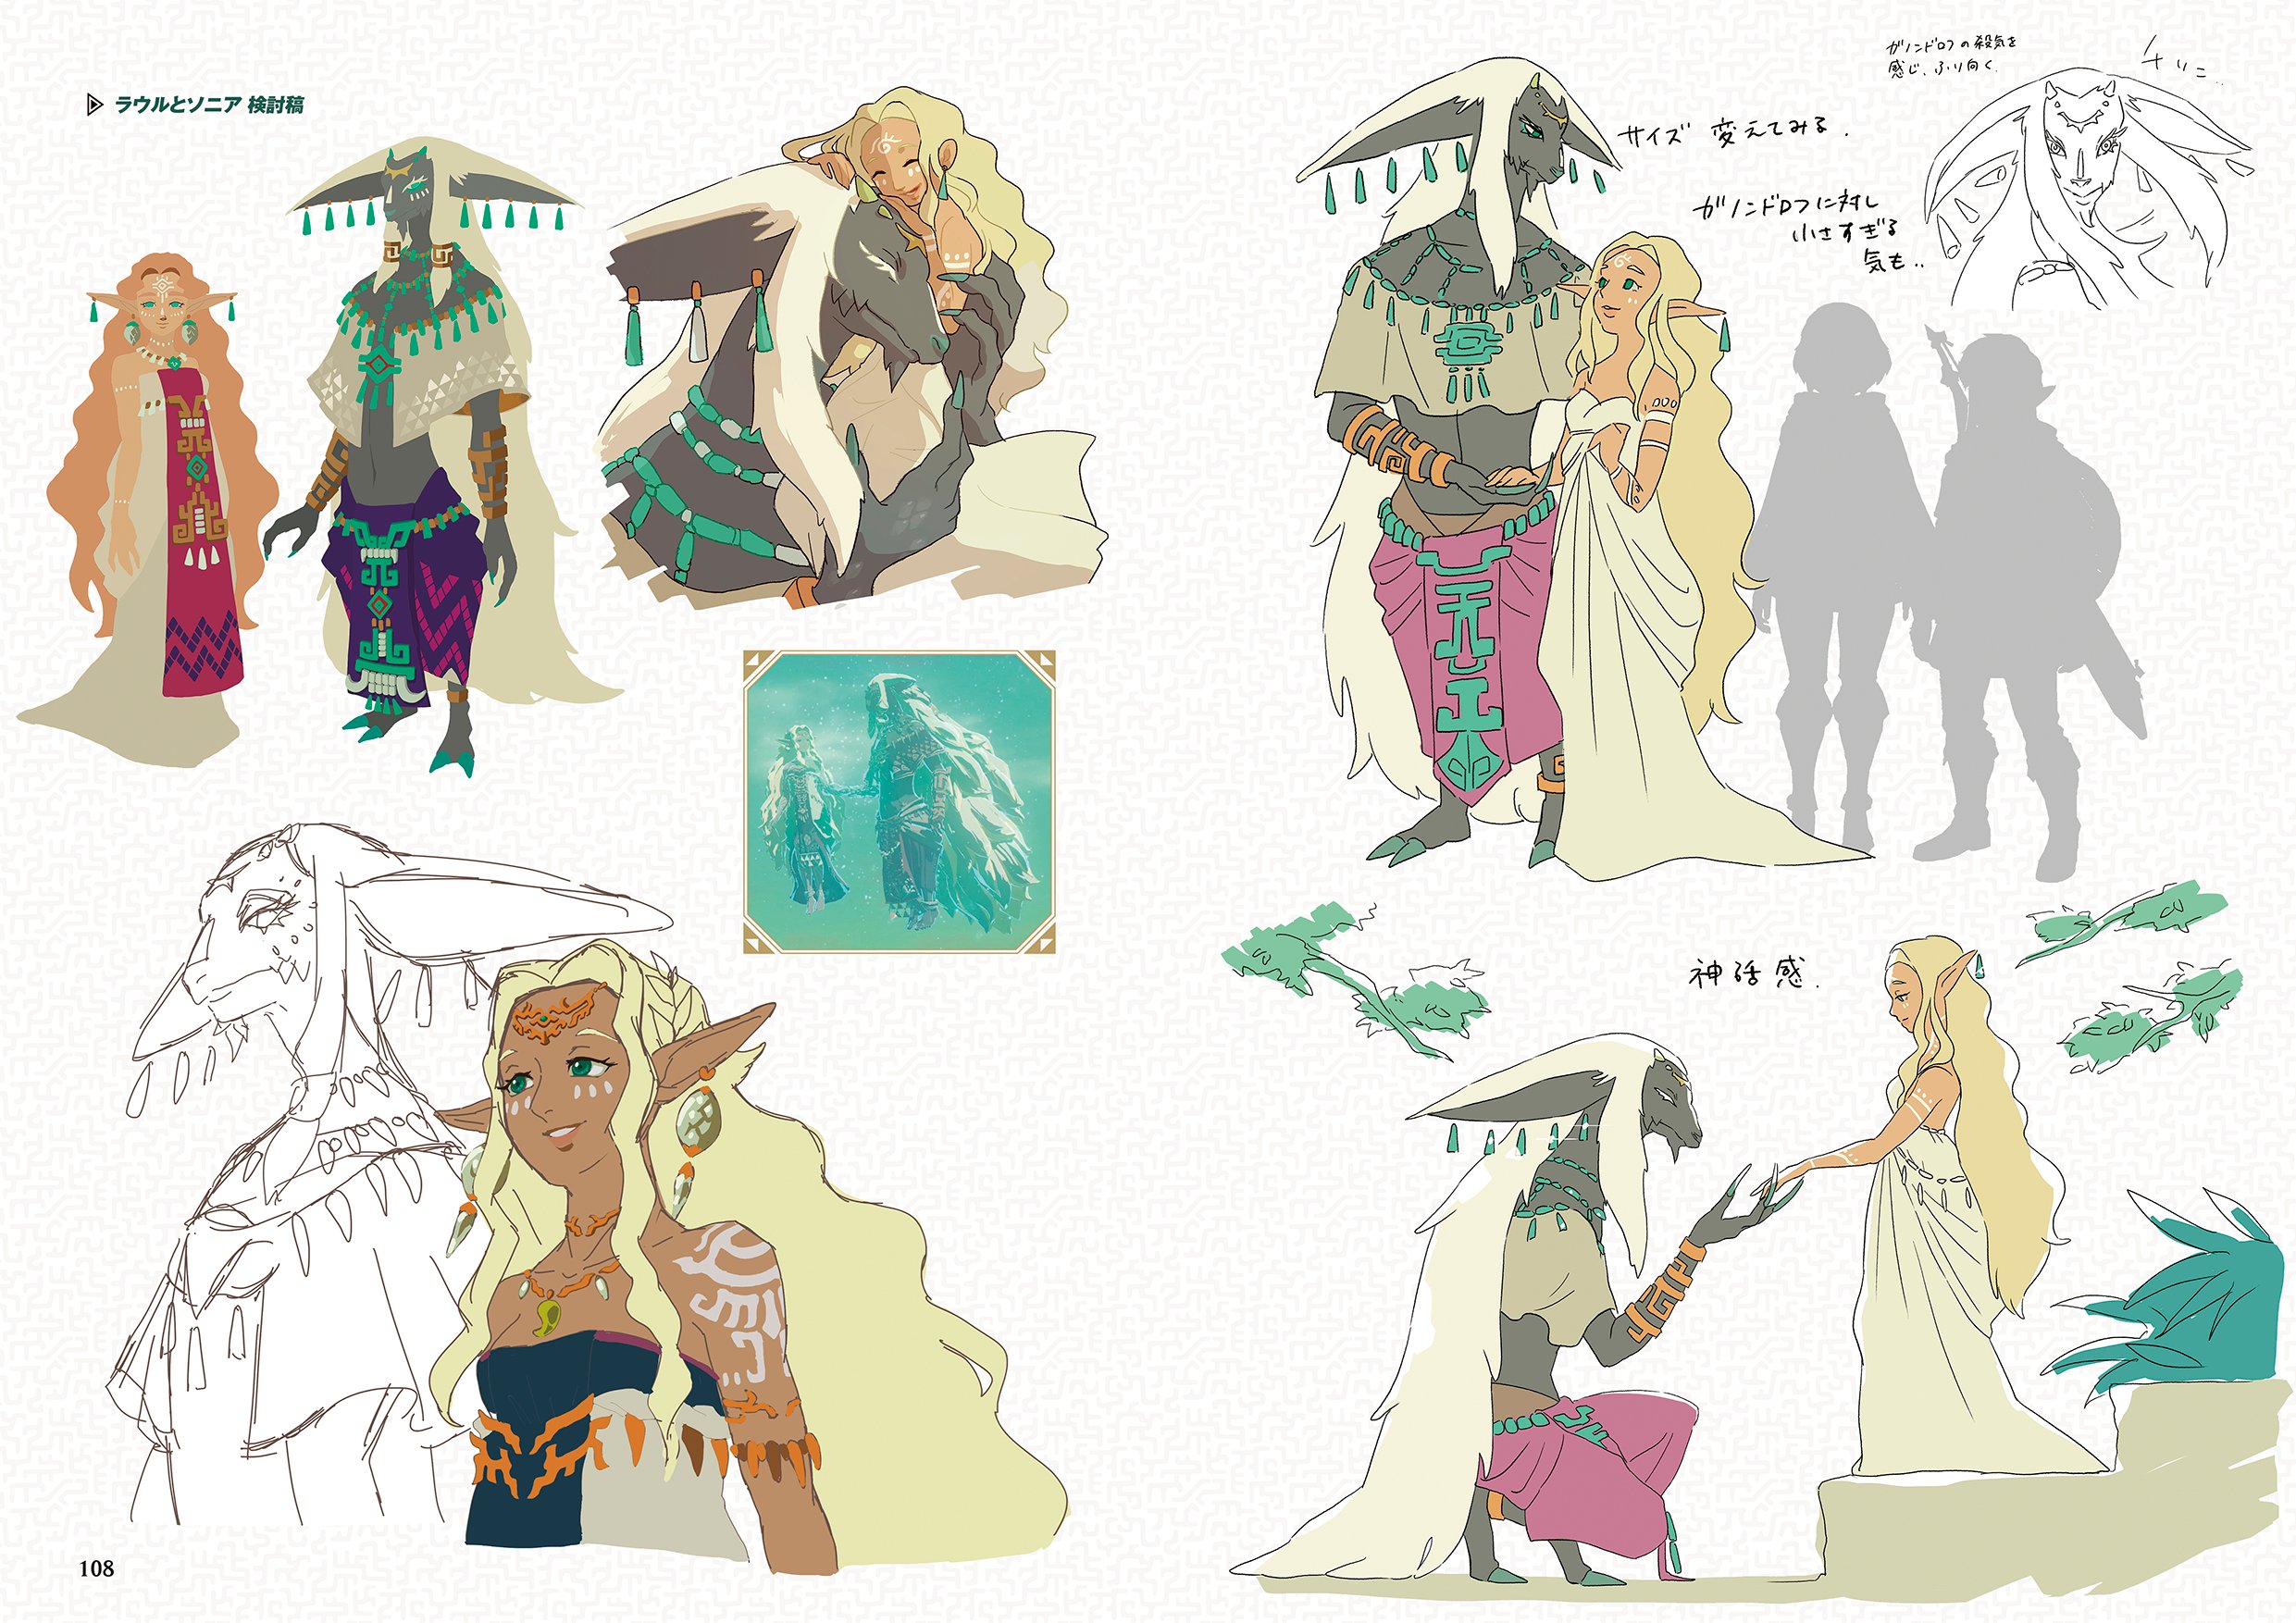 ラウルとソニア 検討稿
ガノンドロフの殺気を
感じ、ふり向く.
チリ…
サイズ 変えてみる.
ガノンドロフに対し
小さすぎる
気も..
神話感.
108